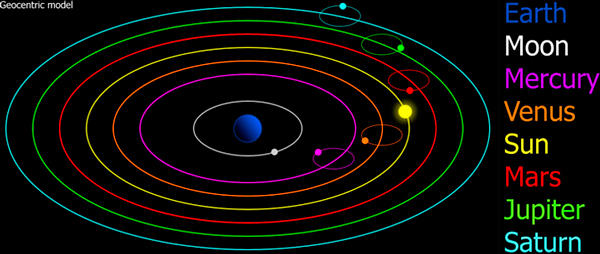 Geocentric model
Earth
Moon
Mercury
Venus
Sun
Mars
Jupiter
Saturn